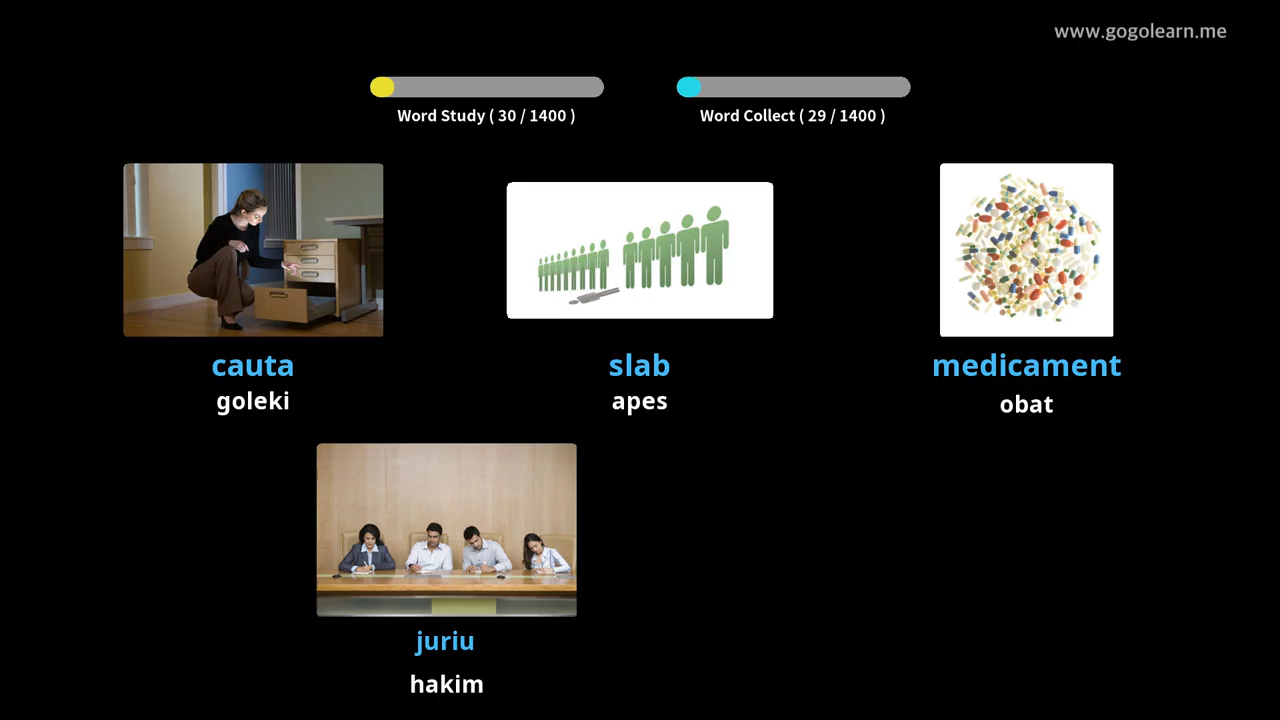 www.gogolearn.me
Word Study ( 30 / 1400 )
Word Collect ( 29 / 1400 )
cauta
goleki
slab
apes
medicament
obat
juriu
hakim